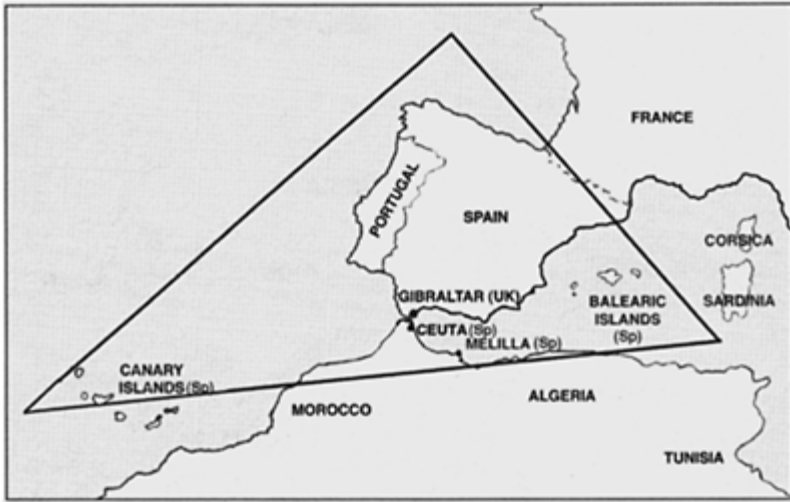 FRANCE
PORTUGAL
SPAIN
CORSICA
GIBRALTAR (UK)
BALEARIC
ISLANDS
(Sp)
SARDINIA
CEUTA (Sp)
MELILLA (Sp)
CANARY
ISLANDS (Sp)
MOROCCO
ALGERIA
TUNISIA